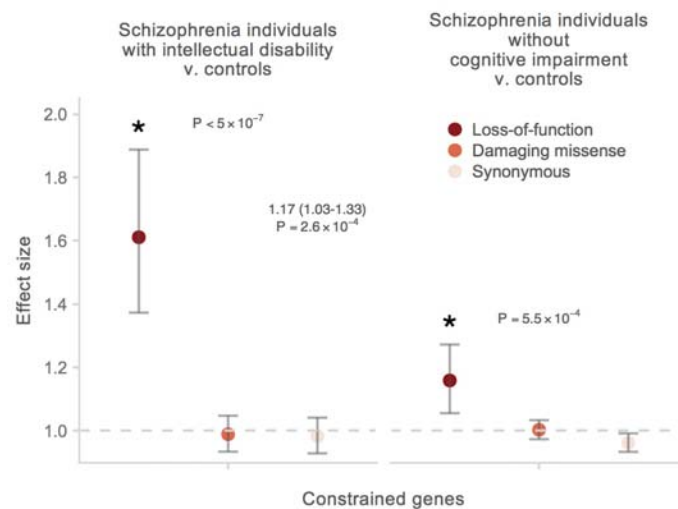 Schizophrenia individuals
with intellectual disability
v. controls
Schizophrenia individuals
without
cognitive impairment
v. controls
2.0
1.8
1.6
1.4
1.2
1.0
Effect size
*
P < 5 × 10⁻⁷
1.17 (1.03-1.33)
P = 2.6 × 10⁻⁴
Loss-of-function
Damaging missense
Synonymous
*
P = 5.5 × 10⁻⁴
Constrained genes